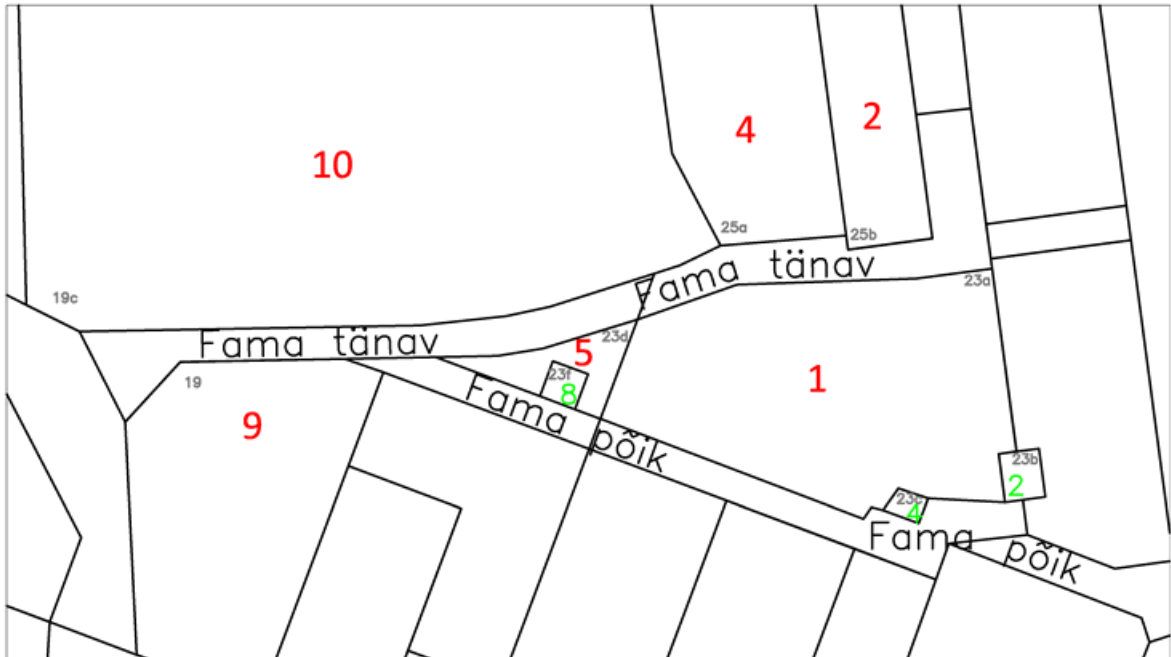 4
2
10
25a
25b
Fama tänav
23a
19c
Fama tänav
23d
5
19
23f
8
1
Fama põik
9
23b
2
23c
4
Fama põik